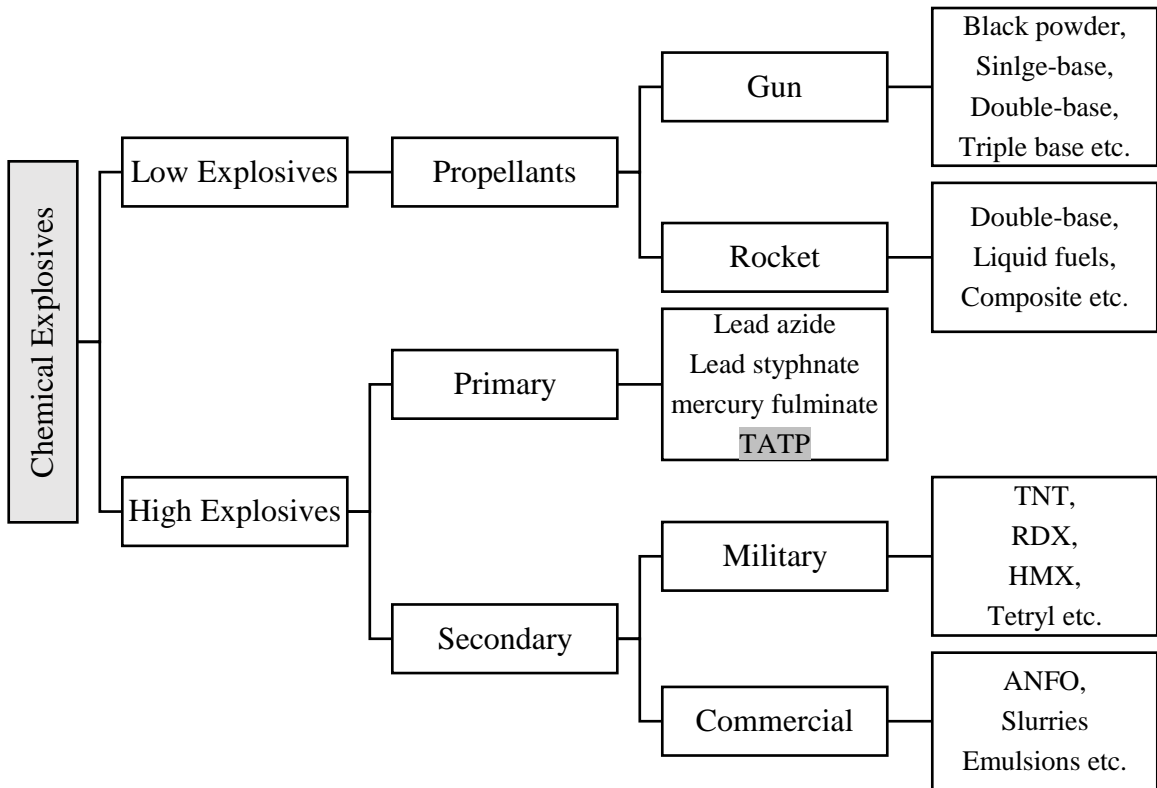 Chemical Explosives
Low Explosives
Propellants
Gun
Black powder,
Sinlge-base,
Double-base,
Triple base etc.
Rocket
Double-base,
Liquid fuels,
Composite etc.
High Explosives
Primary
Lead azide
Lead styphnate
mercury fulminate
TATP
Secondary
Military
TNT,
RDX,
HMX,
Tetryl etc.
Commercial
ANFO,
Slurries
Emulsions etc.